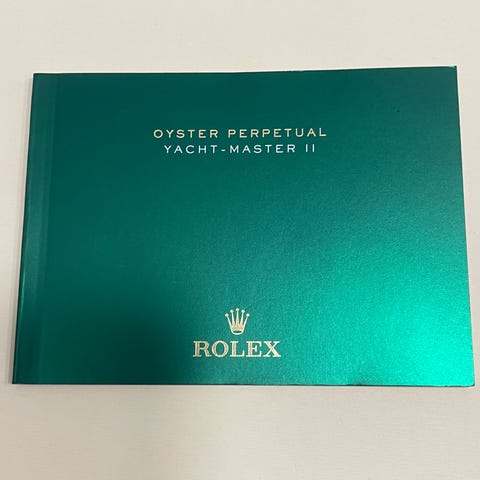 OYSTER PERPETUAL
YACHT-MASTER II
ROLEX